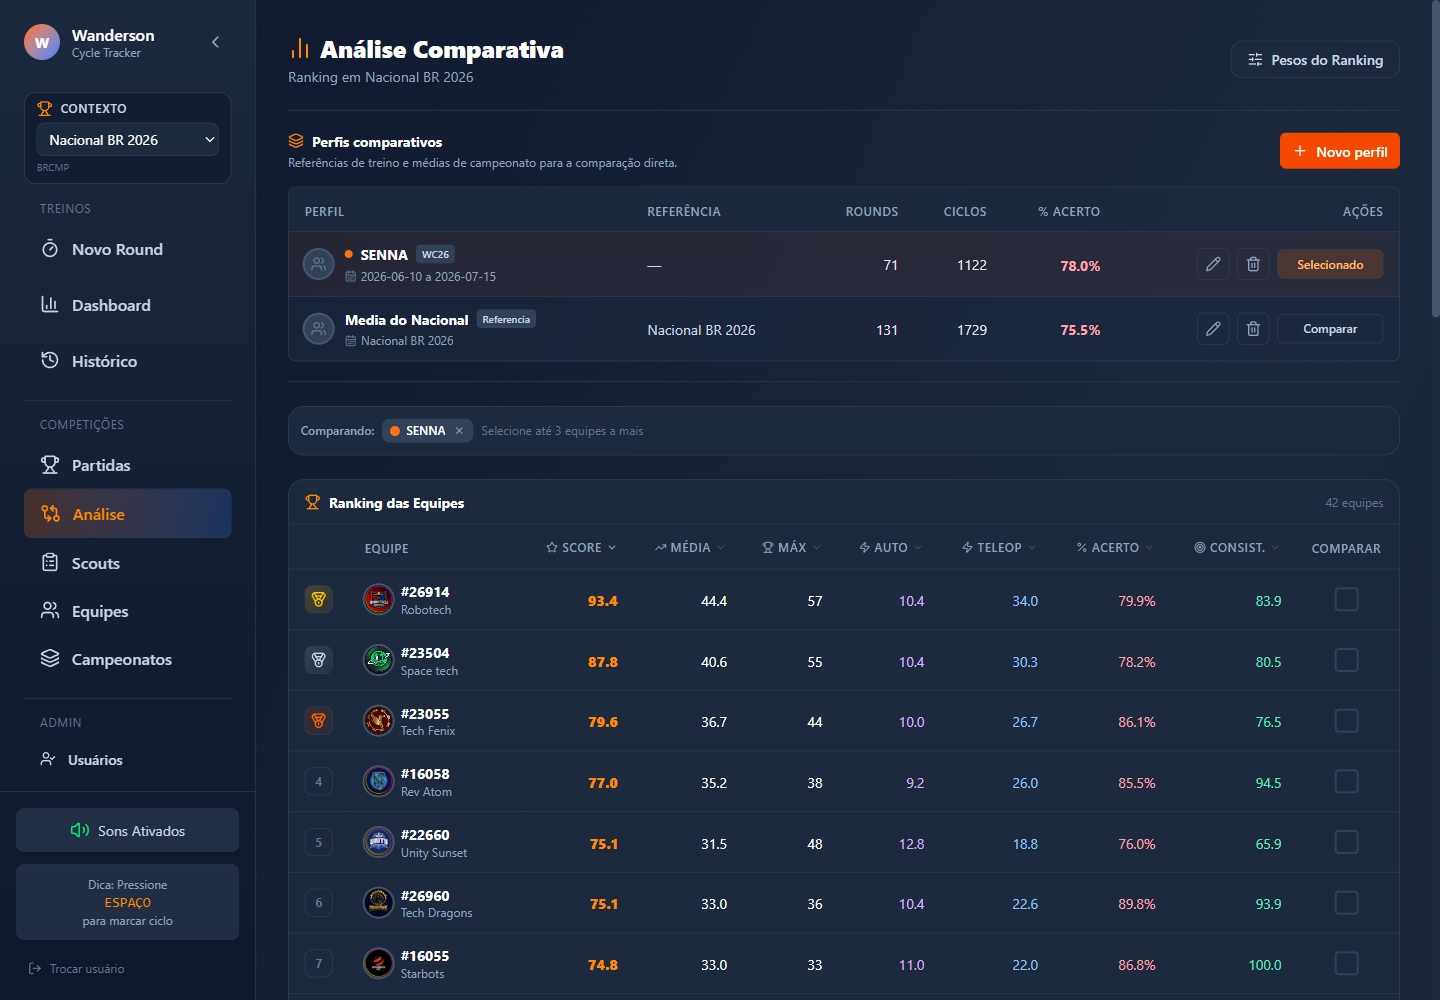 W
Wanderson
Cycle Tracker
CONTEXTO
Nacional BR 2026
BRCMP
TREINOS
Novo Round
Dashboard
Histórico
COMPETIÇÕES
Partidas
Análise
Scouts
Equipes
Campeonatos
ADMIN
Usuários
Sons Ativados
Dica: Pressione
ESPAÇO
para marcar ciclo
Trocar usuário
Análise Comparativa
Ranking em Nacional BR 2026
Pesos do Ranking
Perfis comparativos
Referências de treino e médias de campeonato para a comparação direta.
Novo perfil
PERFIL REFERÊNCIA ROUNDS CICLOS % ACERTO AÇÕES
SENNA WC26 — 71 1122 78.0% Selecionado
2026-06-10 a 2026-07-15
Media do Nacional Referencia Nacional BR 2026 131 1729 75.5% Comparar
Nacional BR 2026
Comparando: SENNA × Selecione até 3 equipes a mais
Ranking das Equipes 42 equipes
EQUIPE SCORE MÉDIA MÁX AUTO TELEOP % ACERTO CONSIST. COMPARAR
#26914 93.4 44.4 57 10.4 34.0 79.9% 83.9
Robotech
#23504 87.8 40.6 55 10.4 30.3 78.2% 80.5
Space tech
#23055 79.6 36.7 44 10.0 26.7 86.1% 76.5
Tech Fenix
4 #16058 77.0 35.2 38 9.2 26.0 85.5% 94.5
Rev Atom
5 #22660 75.1 31.5 48 12.8 18.8 76.0% 65.9
Unity Sunset
6 #26960 75.1 33.0 36 10.4 22.6 89.8% 93.9
Tech Dragons
7 #16055 74.8 33.0 33 11.0 22.0 86.8% 100.0
Starbots